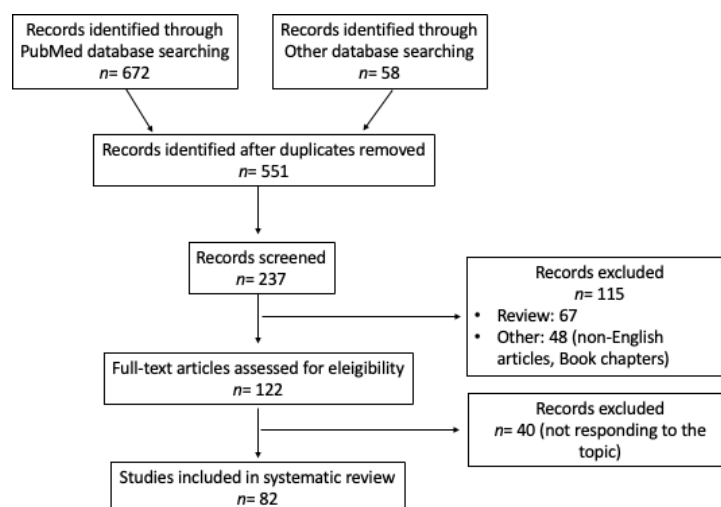 Records identified through
PubMed database searching
n= 672
Records identified through
Other database searching
n= 58
Records identified after duplicates removed
n= 551
Records screened
n= 237
Records excluded
n= 115
• Review: 67
• Other: 48 (non-English
articles, Book chapters)
Full-text articles assessed for eleigibility
n= 122
Records excluded
n= 40 (not responding to the
topic)
Studies included in systematic review
n= 82